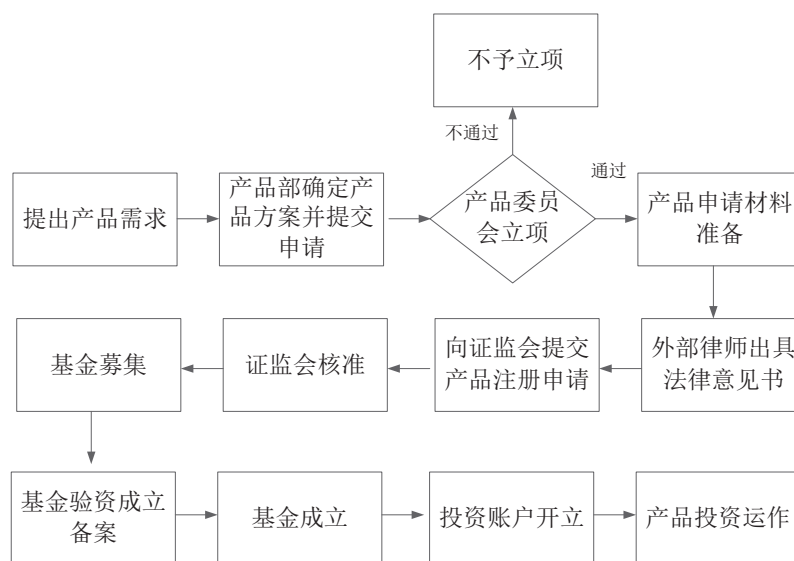 不予立项
不通过
提出产品需求
产品部确定产
品方案并提交
申请
产品委员
会立项
通过
产品申请材料
准备
基金募集
证监会核准
向证监会提交
产品注册申请
外部律师出具
法律意见书
基金验资成立
备案
基金成立
投资账户开立
产品投资运作